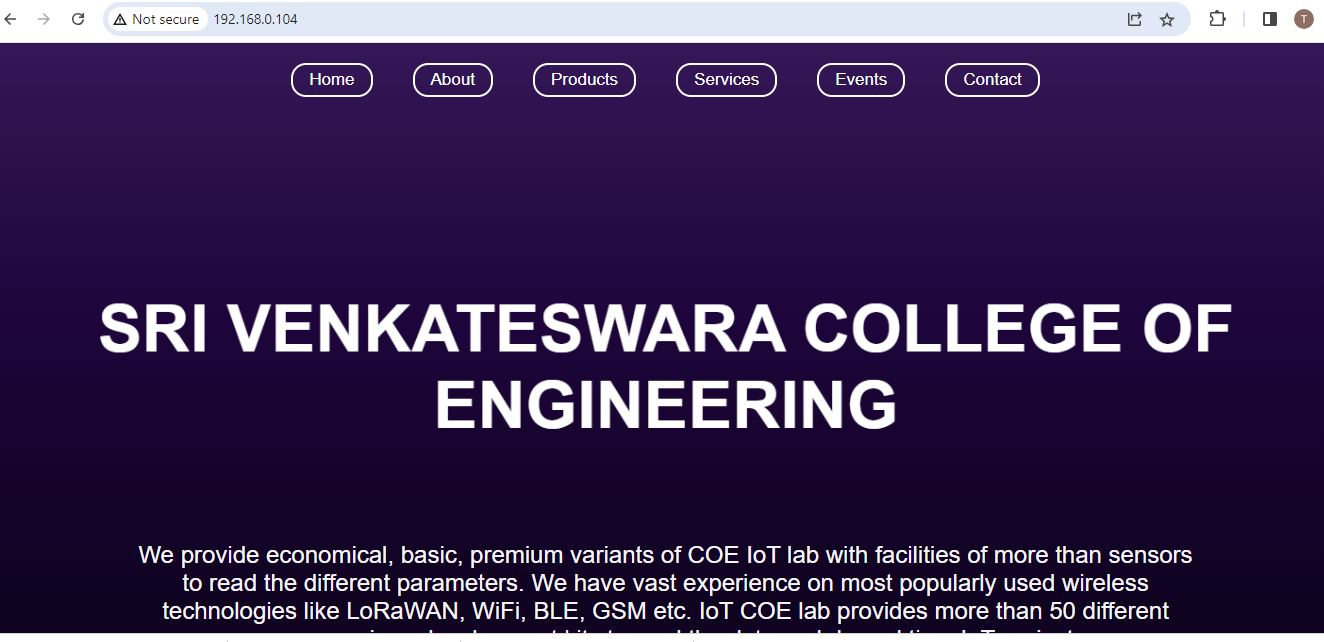 Not secure 192.168.0.104
T
Home About Products Services Events Contact
SRI VENKATESWARA COLLEGE OF
ENGINEERING
We provide economical, basic, premium variants of COE IoT lab with facilities of more than sensors
to read the different parameters. We have vast experience on most popularly used wireless
technologies like LoRaWAN, WiFi, BLE, GSM etc. IoT COE lab provides more than 50 different